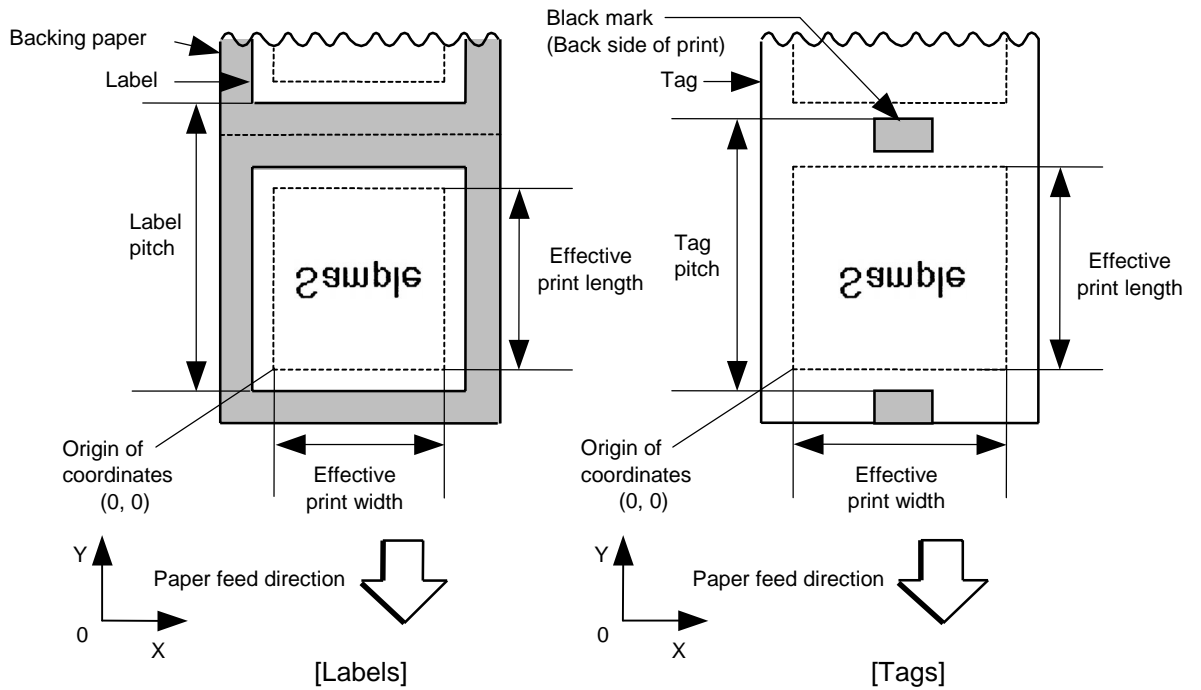 Backing paper
Label
Label
pitch
Sample
Effective
print length
Origin of
coordinates
(0, 0)
Effective
print width
Y
0
X
Paper feed direction
[Labels]
Black mark
(Back side of print)
Tag
Tag
pitch
Sample
Effective
print length
Origin of
coordinates
(0, 0)
Effective
print width
Y
0
X
Paper feed direction
[Tags]